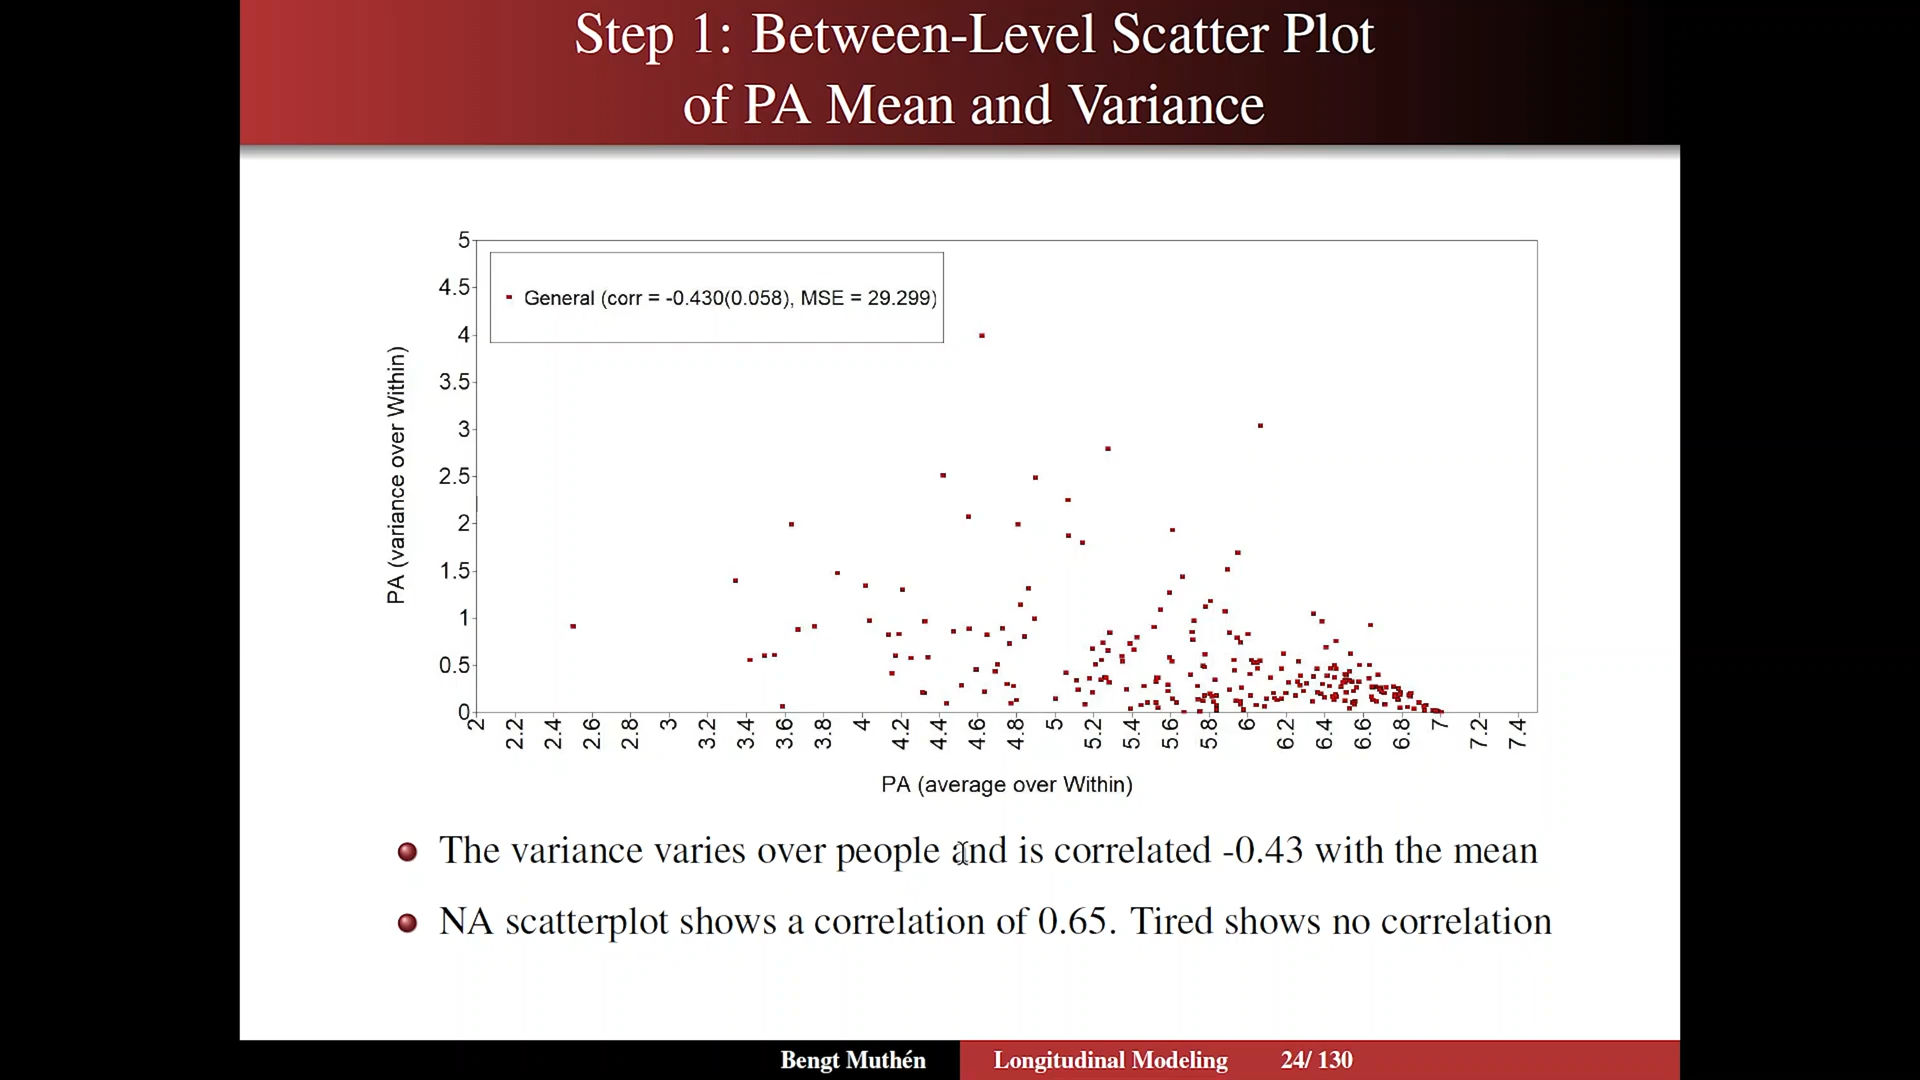 Step 1: Between-Level Scatter Plot
of PA Mean and Variance
5
4.5
4
3.5
3
2.5
2
1.5
1
0.5
0
PA (variance over Within)
General (corr = -0.430(0.058), MSE = 29.299)
2 2.2 2.4 2.6 2.8 3 3.2 3.4 3.6 3.8 4 4.2 4.4 4.6 4.8 5 5.2 5.4 5.6 5.8 6 6.2 6.4 6.6 6.8 7 7.2 7.4
PA (average over Within)
The variance varies over people and is correlated -0.43 with the mean
NA scatterplot shows a correlation of 0.65. Tired shows no correlation
Bengt Muthén Longitudinal Modeling 24/ 130